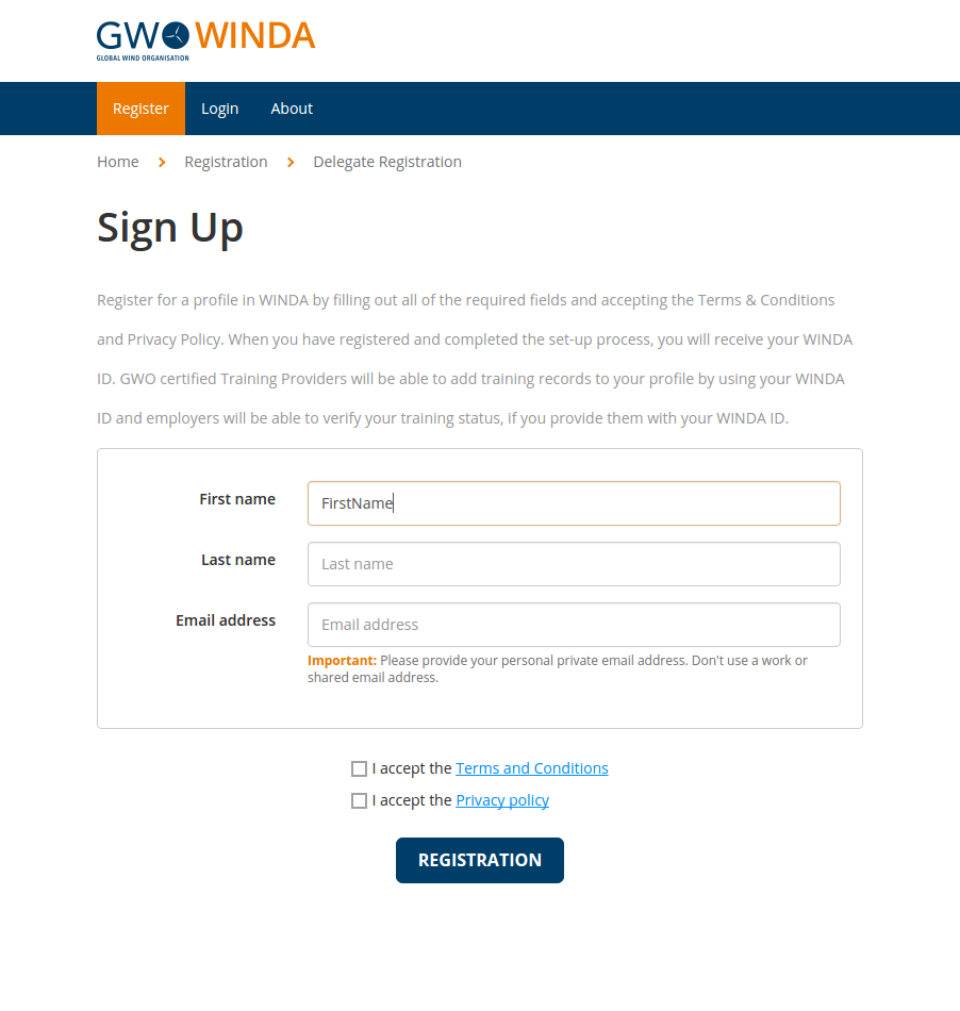 GWO WINDA
GLOBAL WIND ORGANISATION
Register Login About
Home Registration Delegate Registration
Sign Up
Register for a profile in WINDA by filling out all of the required fields and accepting the Terms & Conditions
and Privacy Policy. When you have registered and completed the set-up process, you will receive your WINDA
ID. GWO certified Training Providers will be able to add training records to your profile by using your WINDA
ID and employers will be able to verify your training status, if you provide them with your WINDA ID.
First name FirstName
Last name Last name
Email address Email address
Important: Please provide your personal private email address. Don't use a work or
shared email address.
I accept the Terms and Conditions
I accept the Privacy policy
REGISTRATION